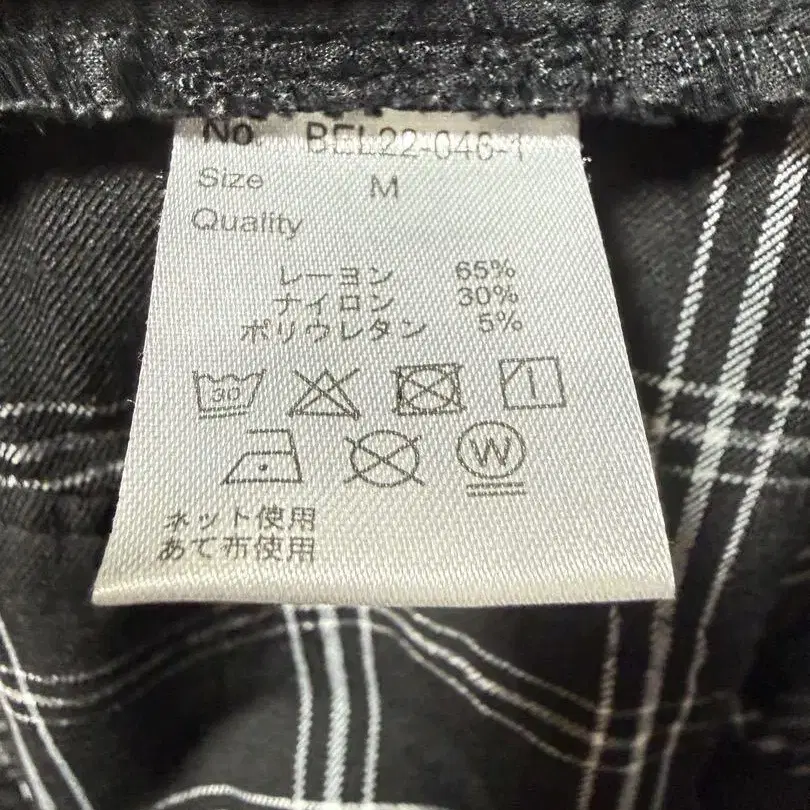 No. BEL22-046-1
Size M
Quality
レーヨン 65%
ナイロン 30%
ポリウレタン 5%
30
W
ネット使用
あて布使用